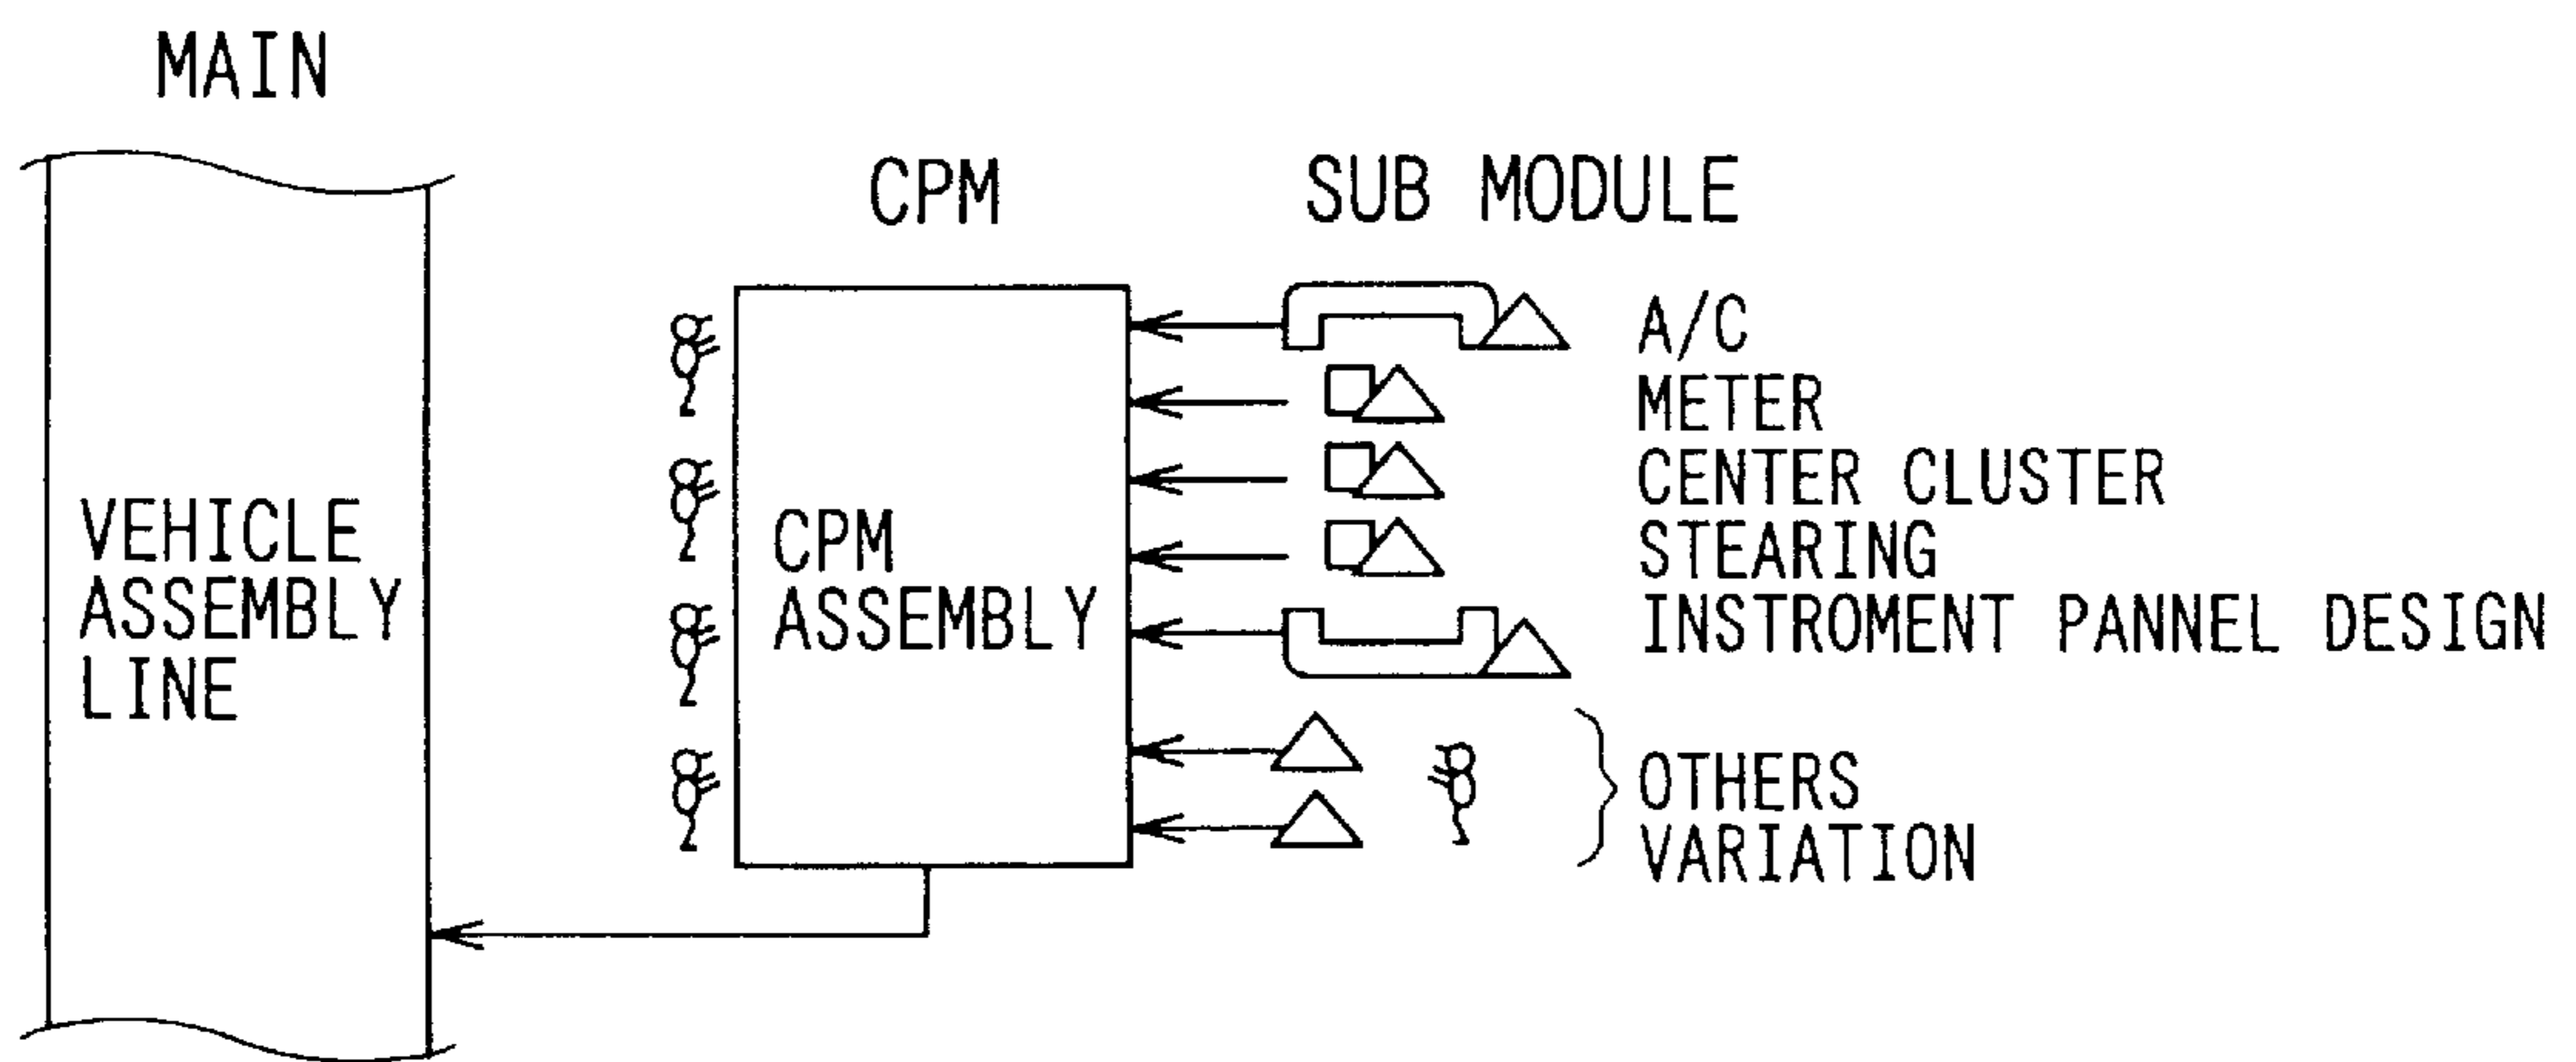 MAIN
CPM
SUB MODULE
VEHICLE
ASSEMBLY
LINE
CPM
ASSEMBLY
A/C
METER
CENTER CLUSTER
STEARING
INSTROMENT PANNEL DESIGN
OTHERS
VARIATION